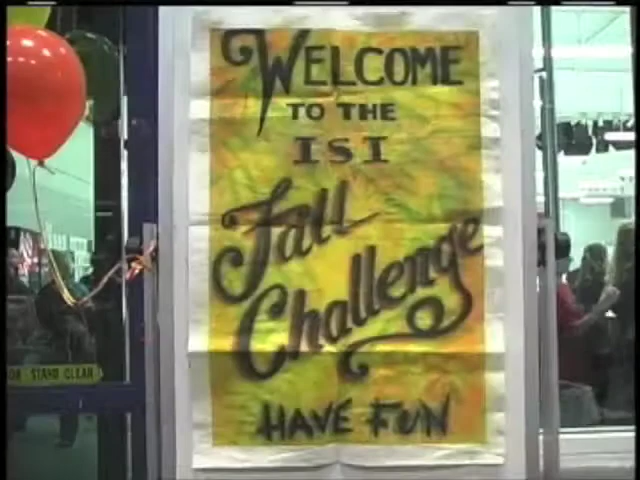 WELCOME
TO THE
ISI
Fall
Challenge
HAVE FUN
STAND CLEAR